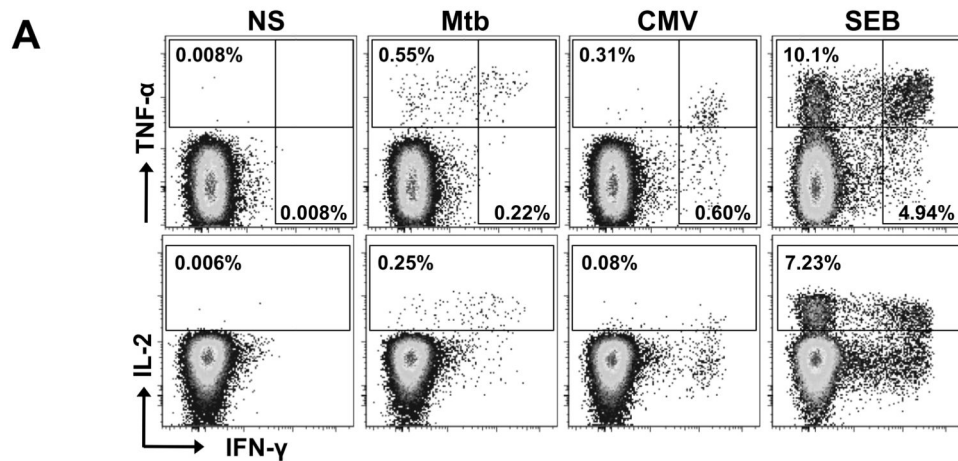 A
NS Mtb CMV SEB
TNF-α
0.008% 0.55% 0.31% 10.1%
0.008% 0.22% 0.60% 4.94%
IL-2
0.006% 0.25% 0.08% 7.23%
IFN-γ